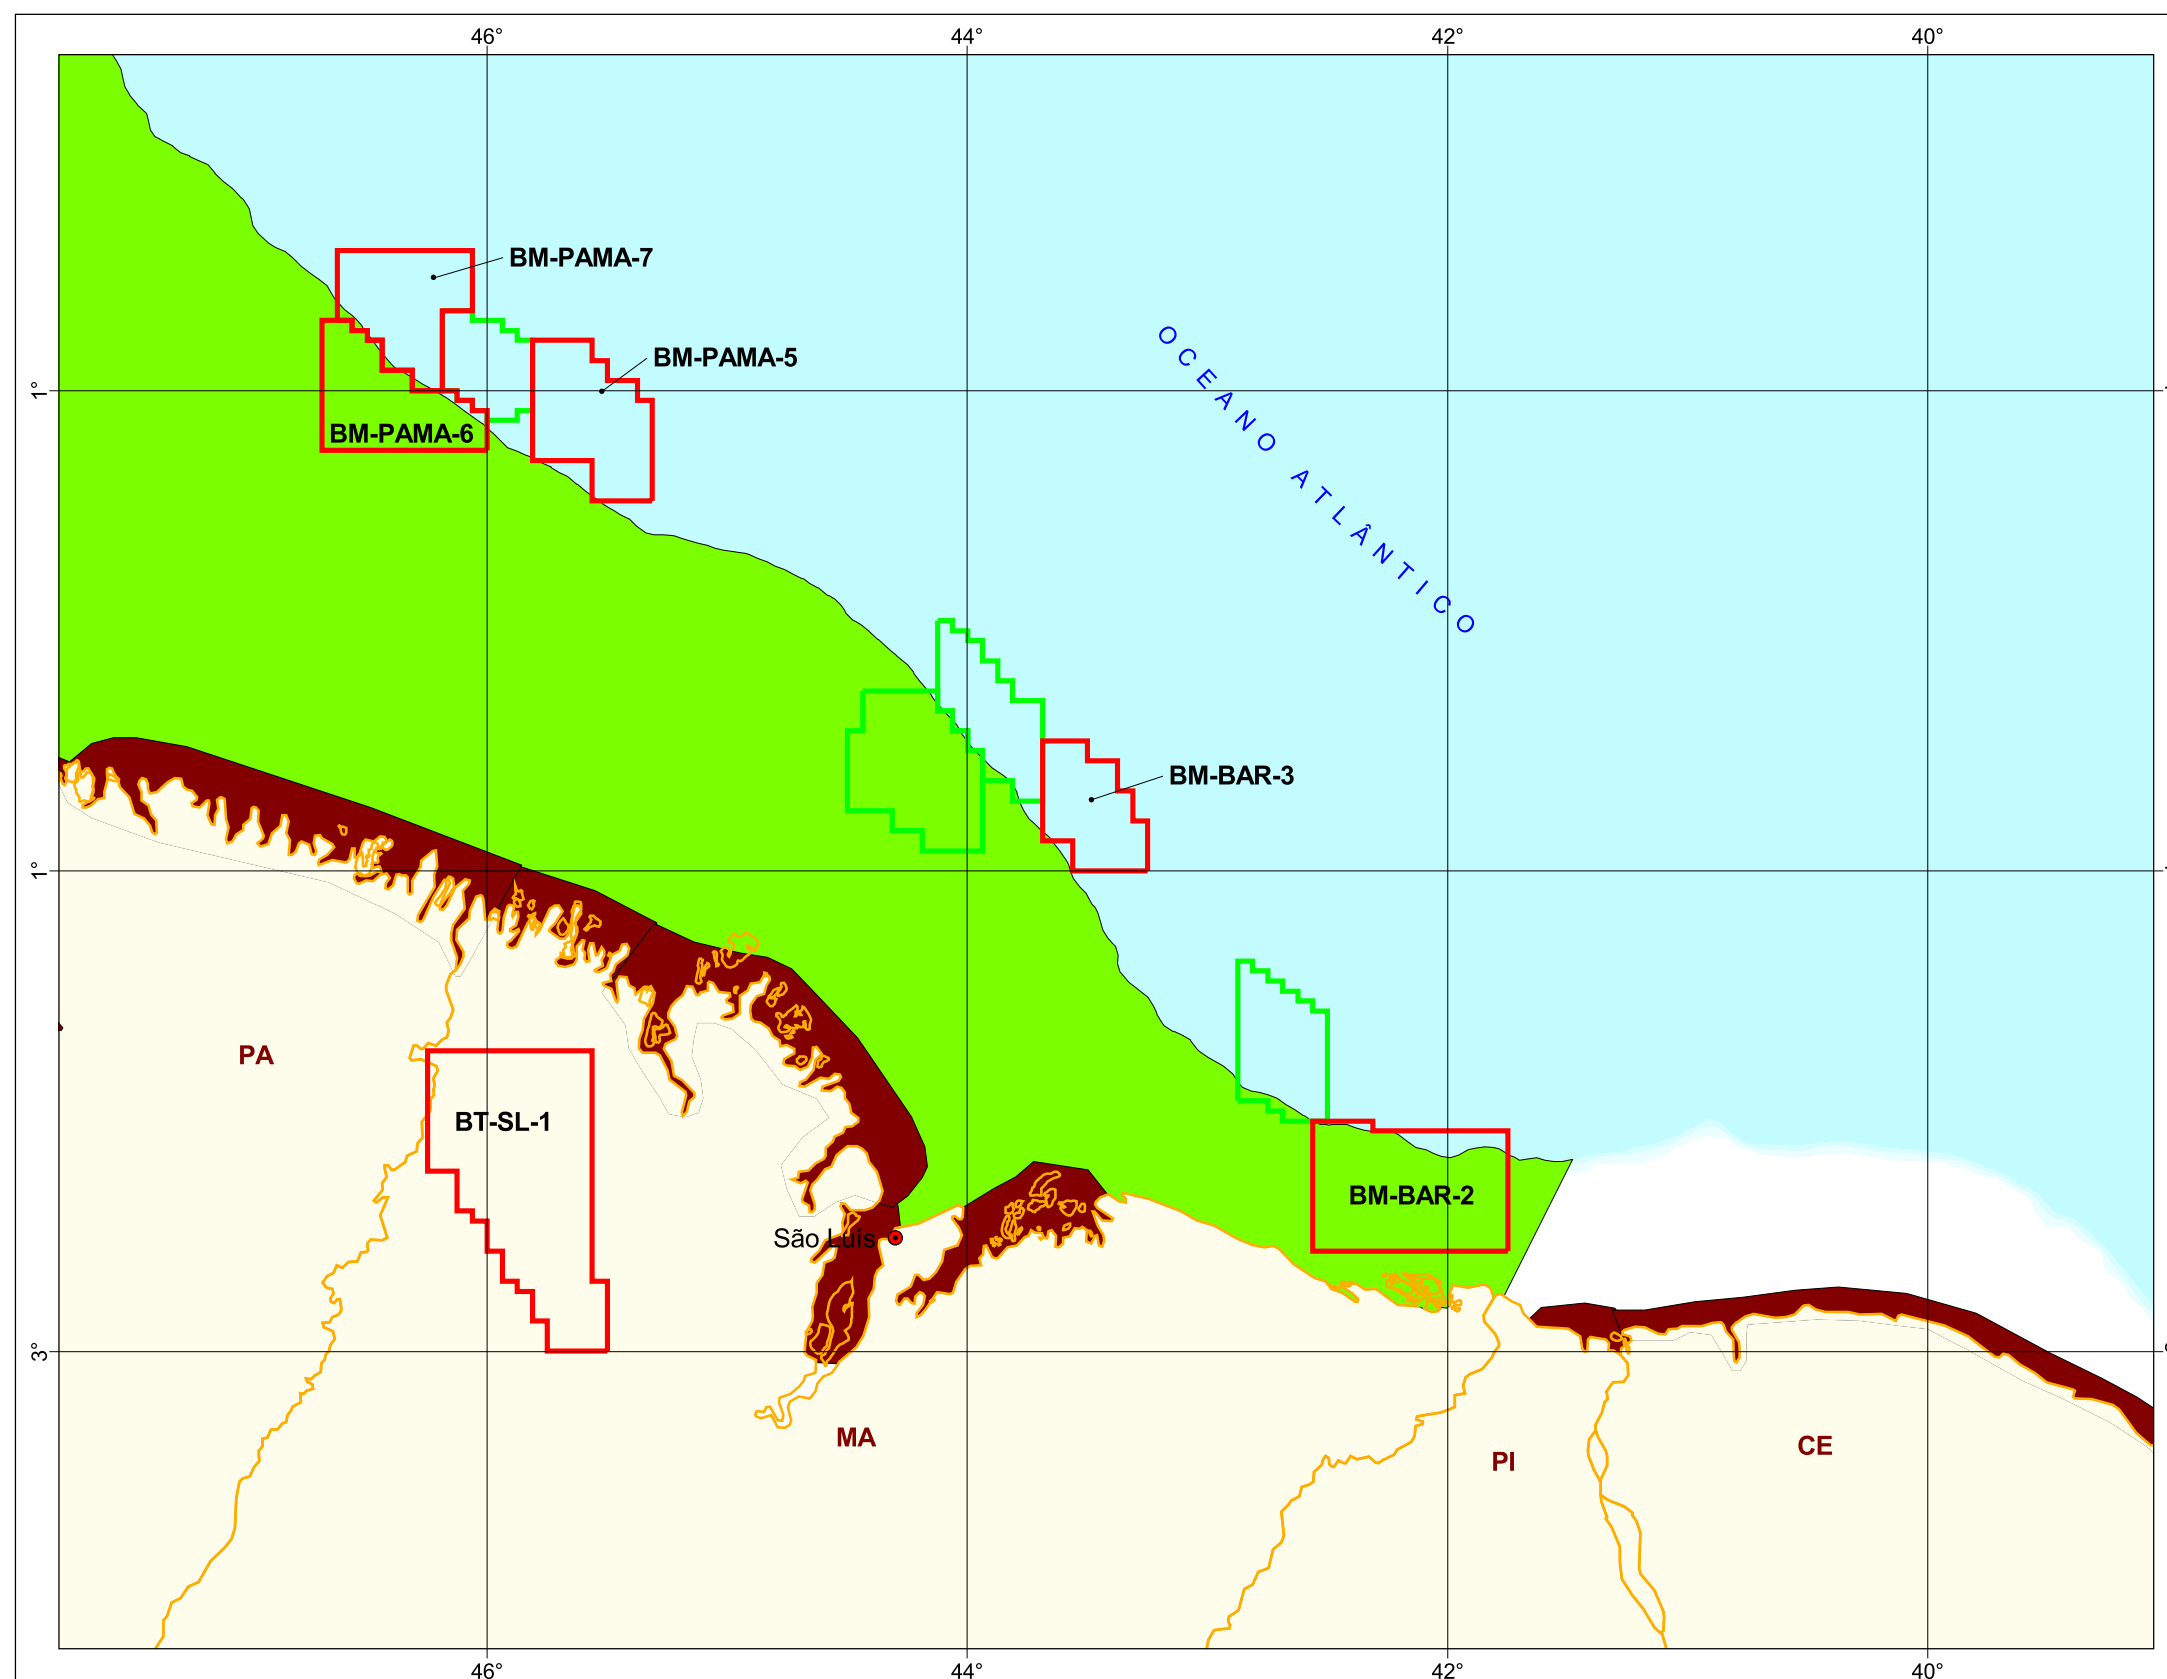 46° 44° 42° 40°
BM-PAMA-7
BM-PAMA-5
1°
BM-PAMA-6
OCEANO ATLÂNTICO
BM-BAR-3
1°
PA
BT-SL-1
BM-BAR-2
São Luís
3°
MA
PI
CE
46° 44° 42° 40°